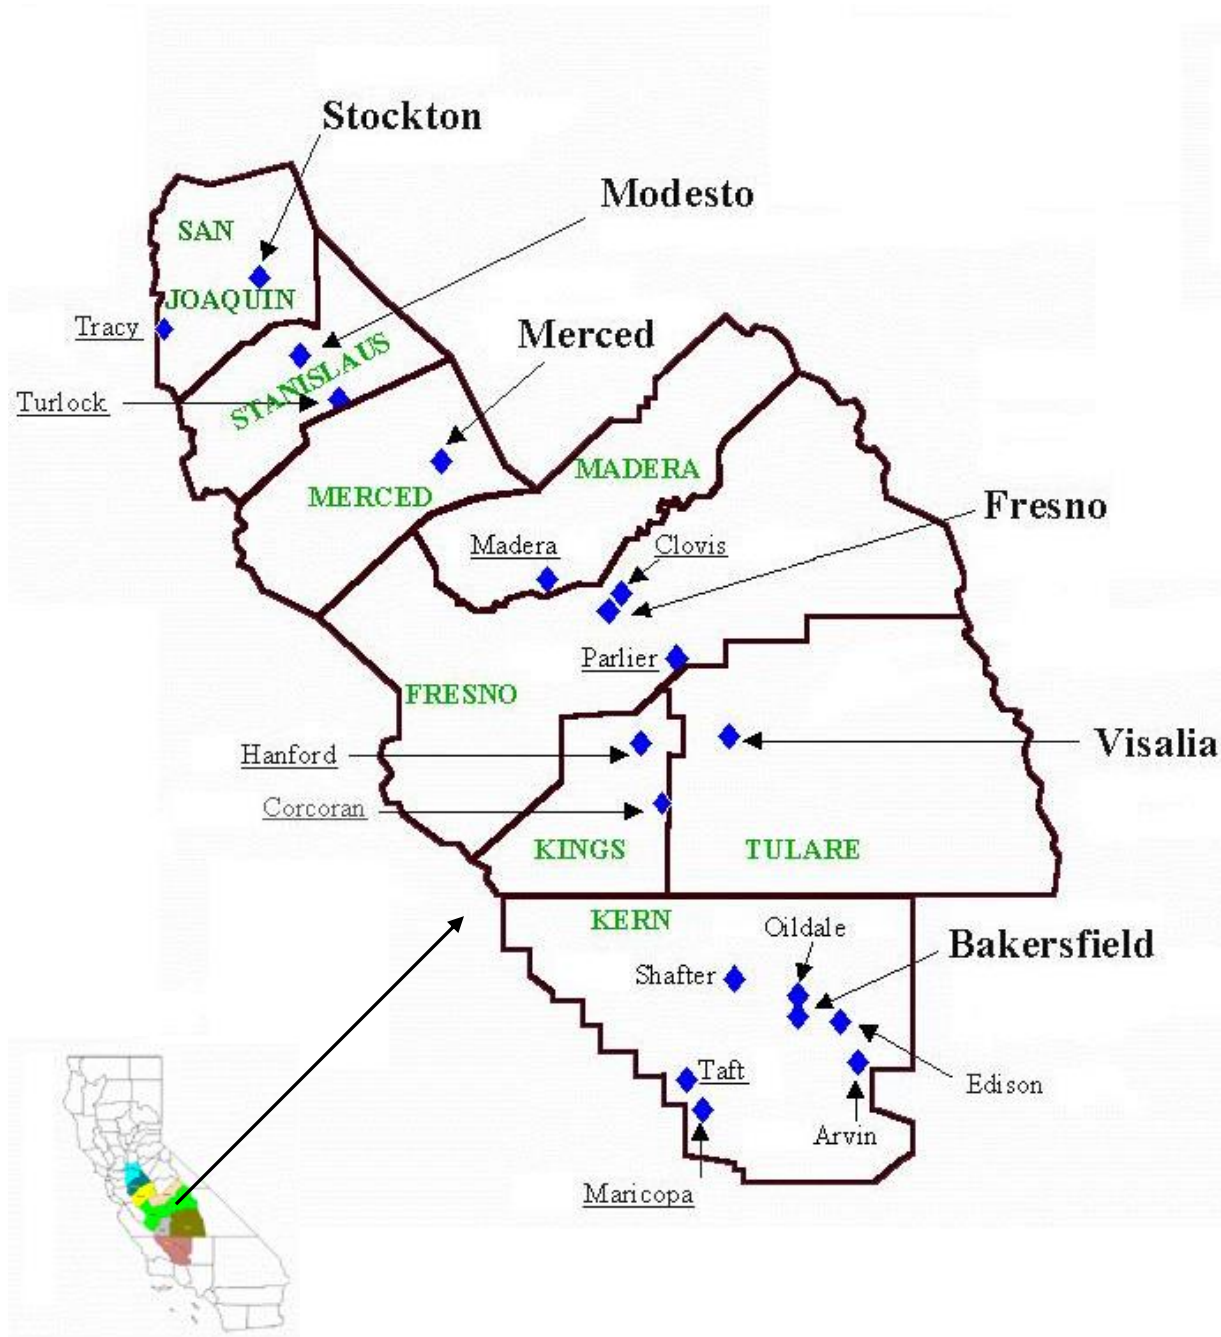 Stockton
Modesto
SAN
JOAQUIN
Tracy
Merced
STANISLAUS
Turlock
MADERA
MERCED
Fresno
Madera
Clovis
Parlier
FRESNO
Visalia
Hanford
Corcoran
KINGS
TULARE
KERN
Oildale
Bakersfield
Shafter
Taft
Edison
Arvin
Maricopa